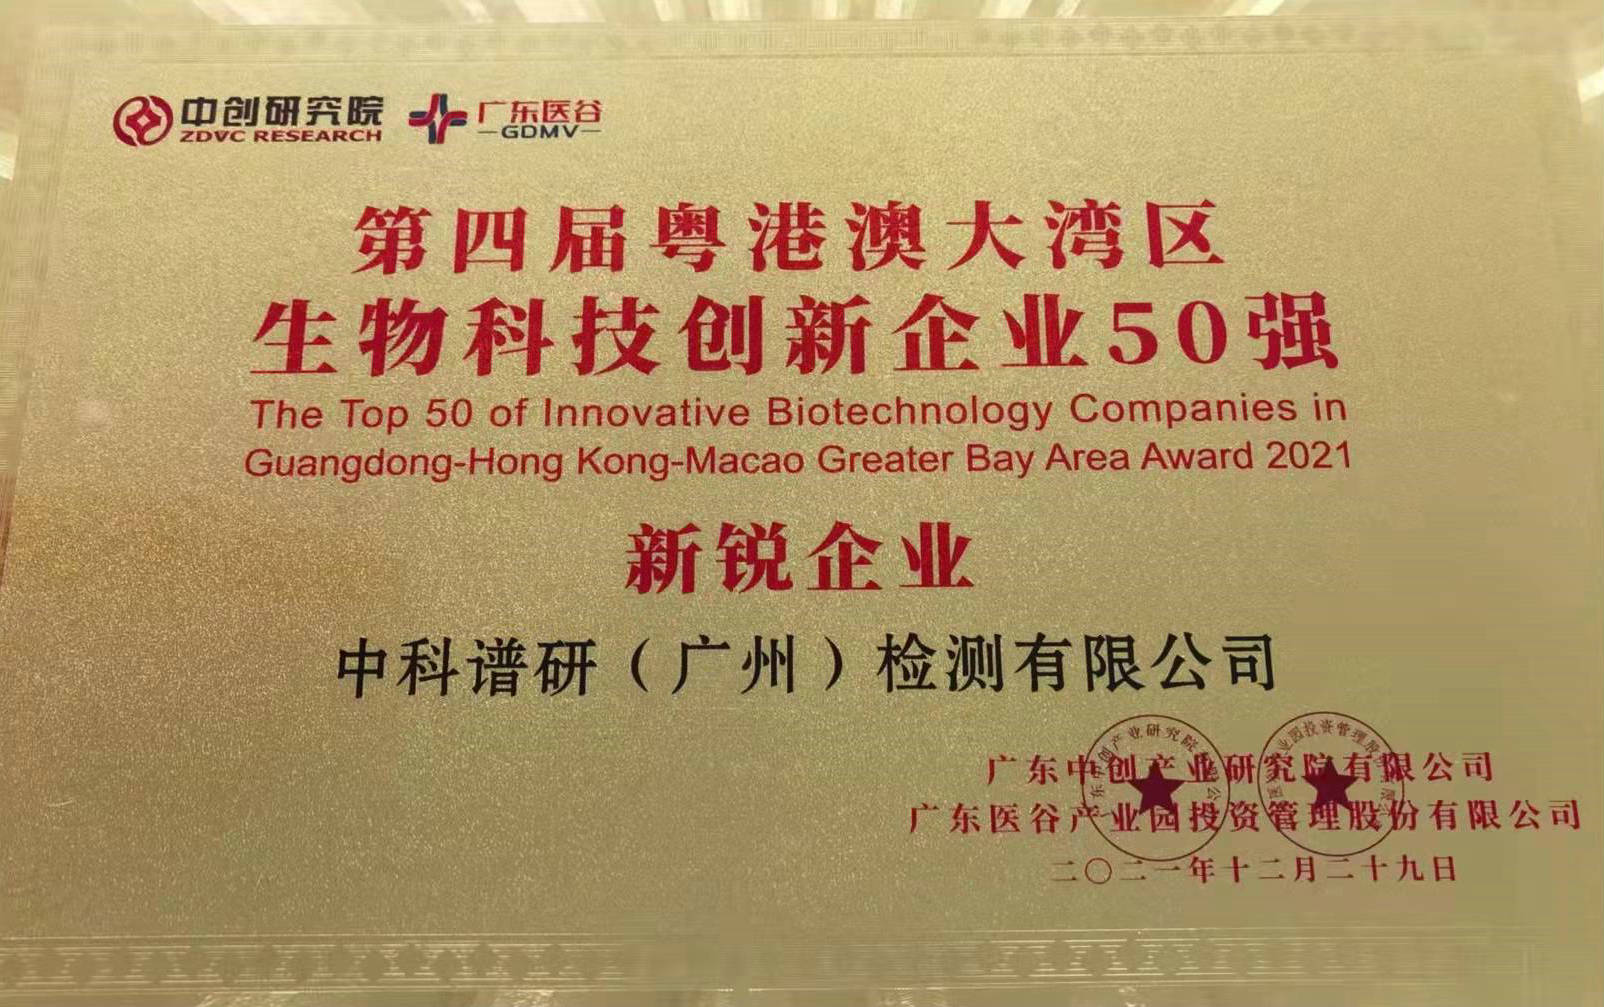 中创研究院
ZDVC RESEARCH
广东医谷
GDMV
第四届粤港澳大湾区
生物科技创新企业50强
The Top 50 of Innovative Biotechnology Companies in
Guangdong-Hong Kong-Macao Greater Bay Area Award 2021
新锐企业
中科谱研（广州）检测有限公司
广东中创产业研究院有限公司
广东医谷产业园投资管理股份有限公司
二〇二一年十二月二十九日